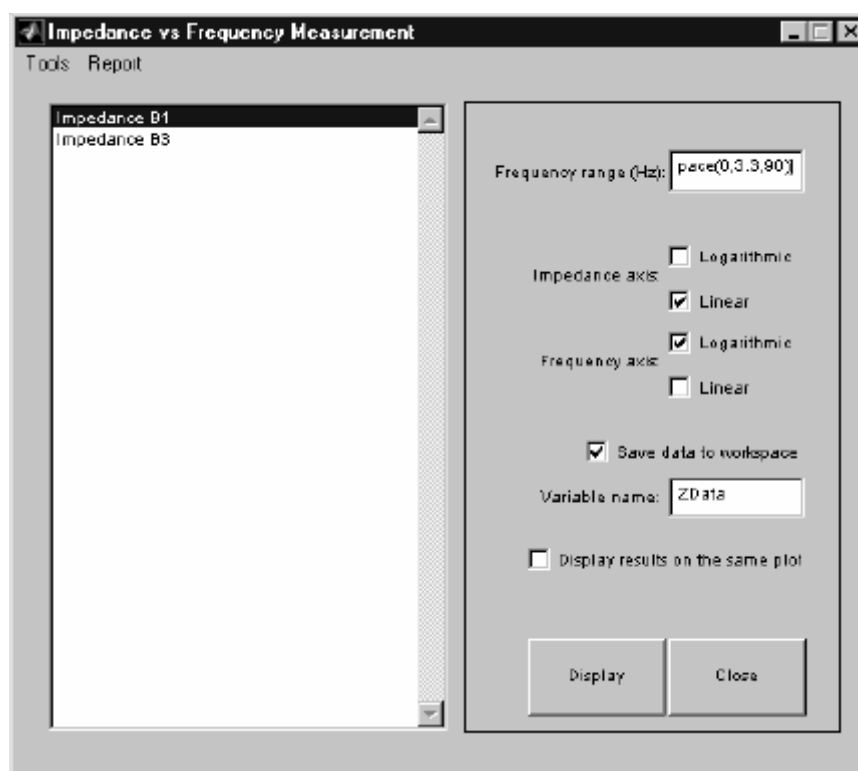 Impedance vs Frequency Measurement
Tools Report
Impedance B1
Impedance B3
Frequency range (Hz): pace(0,3.3,90)]
Logarithmic
Impedance axis:
Linear
Logarithmic
Frequency axis:
Linear
Save data to workspace
Variable name: ZData
Display results on the same plot
Display Close